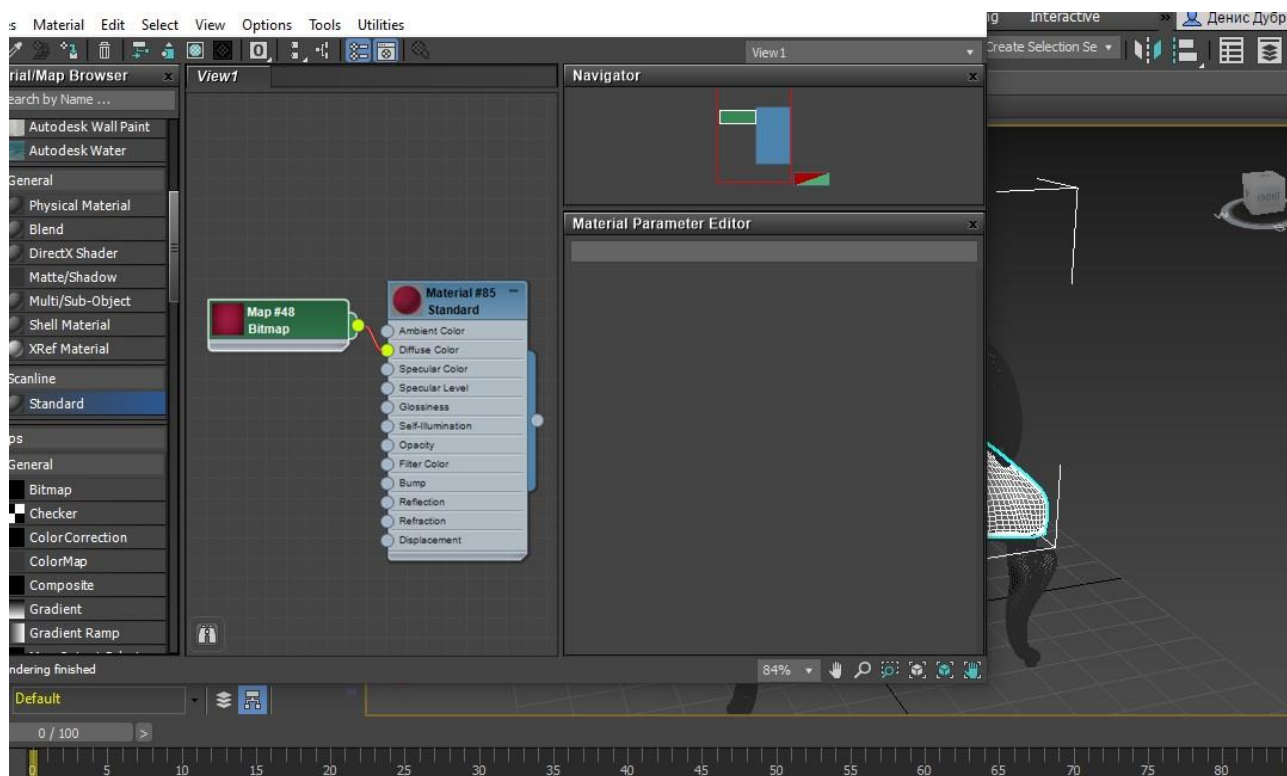 Material Edit Select View Options Tools Utilities
Interactive
» Денис Дубр
View1
Create Selection Se
rial/Map Browser x
View1
Navigator x
earch by Name ...
Autodesk Wall Paint
Autodesk Water
General
Physical Material
Blend
DirectX Shader
Matte/Shadow
Multi/Sub-Object
Shell Material
XRef Material
Scanline
Standard
ps
General
Bitmap
Checker
Color Correction
ColorMap
Composite
Gradient
Gradient Ramp
Map #48
Bitmap
Material #85
Standard
Ambient Color
Diffuse Color
Specular Color
Specular Level
Glossiness
Self-Illumination
Opacity
Filter Color
Bump
Reflection
Refraction
Displacement
Material Parameter Editor x
FRONT
ndering finished
84%
Default
0 / 100 >
0 5 10 15 20 25 30 35 40 45 50 55 60 65 70 75 80